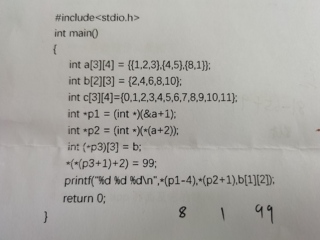 #include<stdio.h>
int main()
{
int a[3][4] = {{1,2,3},{4,5},{8,1}};
int b[2][3] = {2,4,6,8,10};
int c[3][4]={0,1,2,3,4,5,6,7,8,9,10,11};
int *p1 = (int *)(&a+1);
int *p2 = (int *)(*(a+2));
int (*p3)[3] = b;
*(*(p3+1)+2) = 99;
printf("%d %d %d\n",*(p1-4),*(p2+1),b[1][2]);
return 0;
} 8 1 99